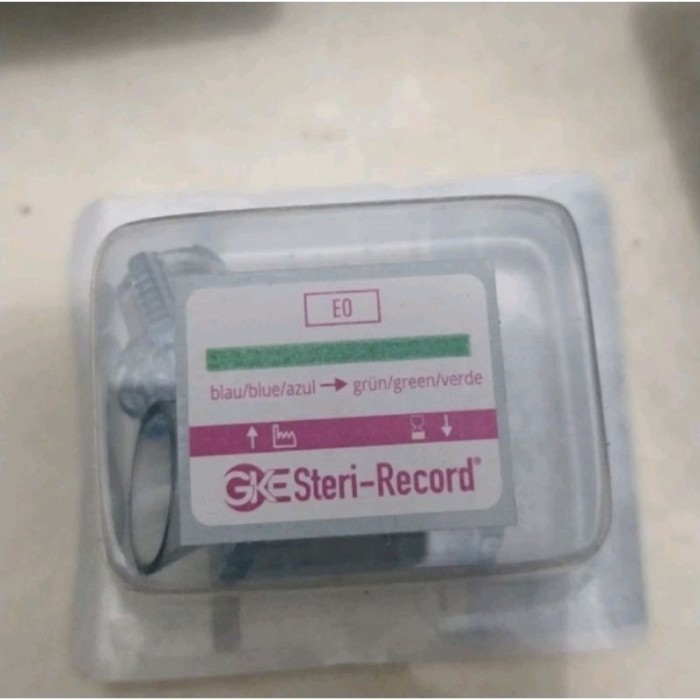 EO
blau/blue/azul → grün/green/verde
GKE Steri-Record®